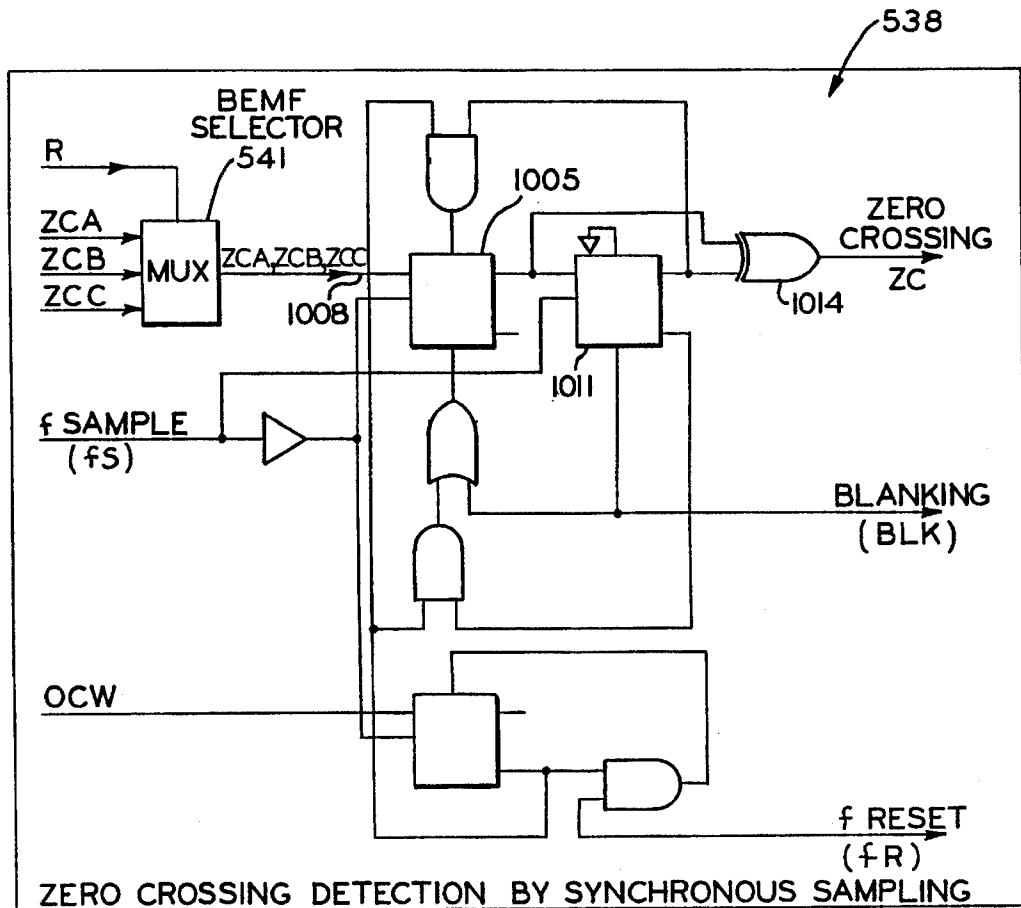 538
BEMF
SELECTOR
541
R
ZCA
ZCB
ZCC
MUX
ZCA,ZCB,ZCC
1008
1005
1011
ZERO
CROSSING
ZC
1014
f SAMPLE
(fS)
BLANKING
(BLK)
OCW
f RESET
(fR)
ZERO CROSSING DETECTION BY SYNCHRONOUS SAMPLING